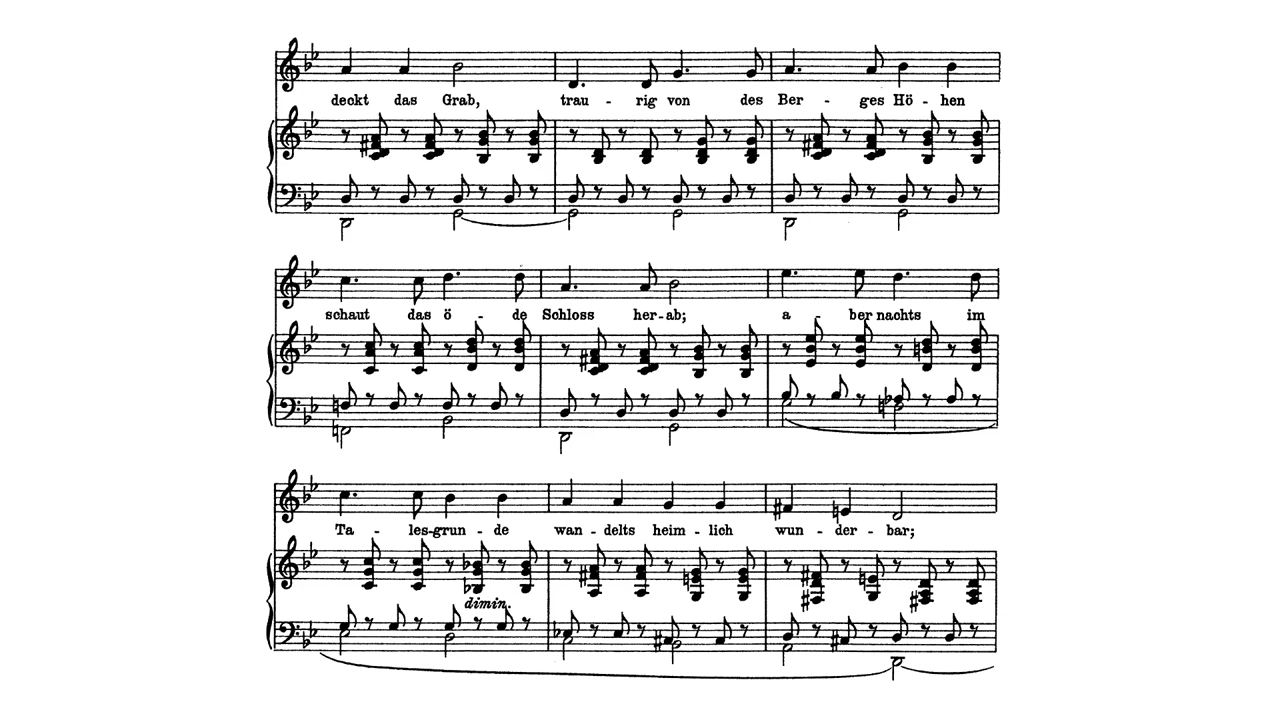 deckt das Grab, trau - rig von des Ber - ges Hö - hen
schaut das ö - de Schloss her - ab; a - ber nachts im
Ta - les - grun - de wan - delts heim - lich wun - der - bar;
dimin.